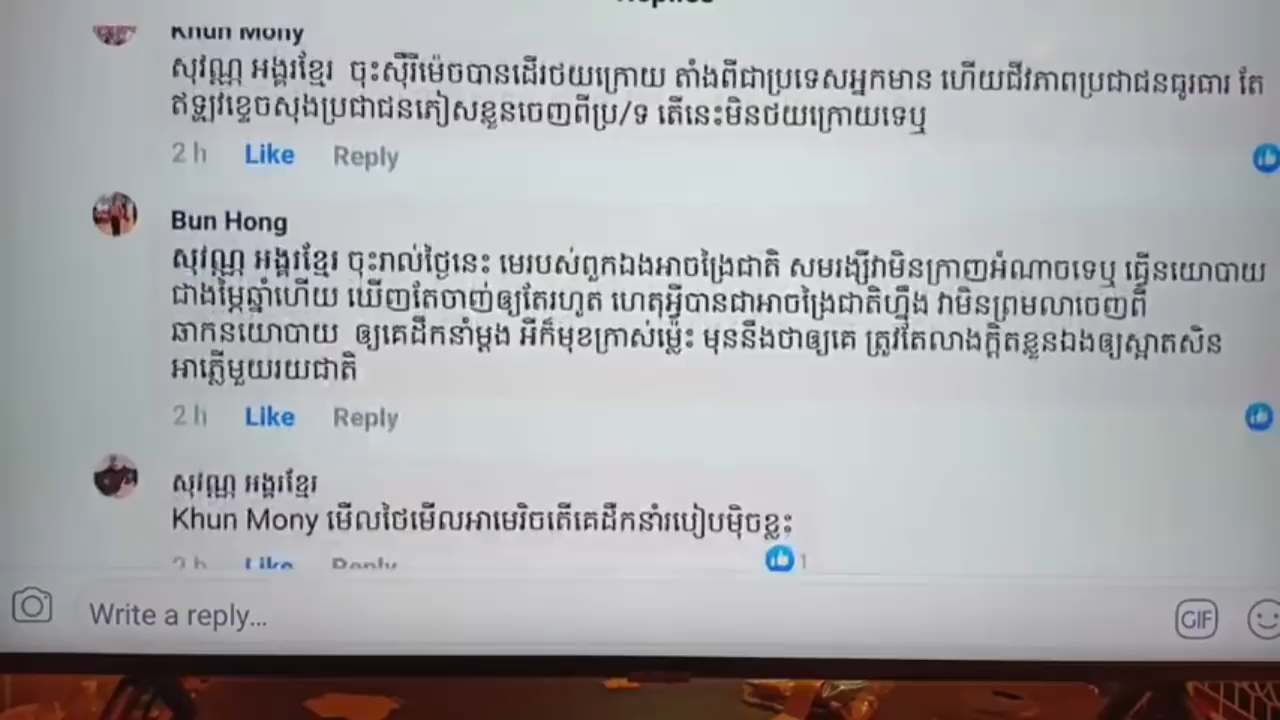 Replies
Khun Mony
សុវណ្ណ អង្គរខ្មែរ ចុះស៊ីរីម៉េចបានដើរថយក្រោយ តាំងពីជាប្រទេសអ្នកមាន ហើយជីវភាពប្រជាជនធូរធារ តែ
ឥឡូវខ្ទេចសុងប្រជាជនភៀសខ្លួនចេញពីប្រ/ទ តើនេះមិនថយក្រោយទេឬ
2 h Like Reply
Bun Hong
សុវណ្ណ អង្គរខ្មែរ ចុះរាល់ថ្ងៃនេះ មេរបស់ពួកឯងអាចង្រៃជាតិ សមរង្សីវាមិនក្រាញអំណាចទេឬ ធ្វើនយោបាយ
ជាងម្ភៃឆ្នាំហើយ ឃើញតែចាញ់ឲ្យតែរហូត ហេតុអ្វីបានជាអាចង្រៃជាតិហ្នឹង វាមិនព្រមលាចេញពី
ឆាកនយោបាយ ឲ្យគេដឹកនាំម្ដង អីក៏មុខក្រាស់ម្ល៉េះ មុននឹងថាឲ្យគេ ត្រូវតែលាងក្ដិតខ្លួនឯងឲ្យស្អាតសិន
អាភ្លើមួយរយជាតិ
2 h Like Reply
សុវណ្ណ អង្គរខ្មែរ
Khun Mony មើលថៃមើលអាមេរិចតើគេដឹកនាំរបៀបម៉ិចខ្លះ
2 h Like Reply
1
Write a reply...
GIF